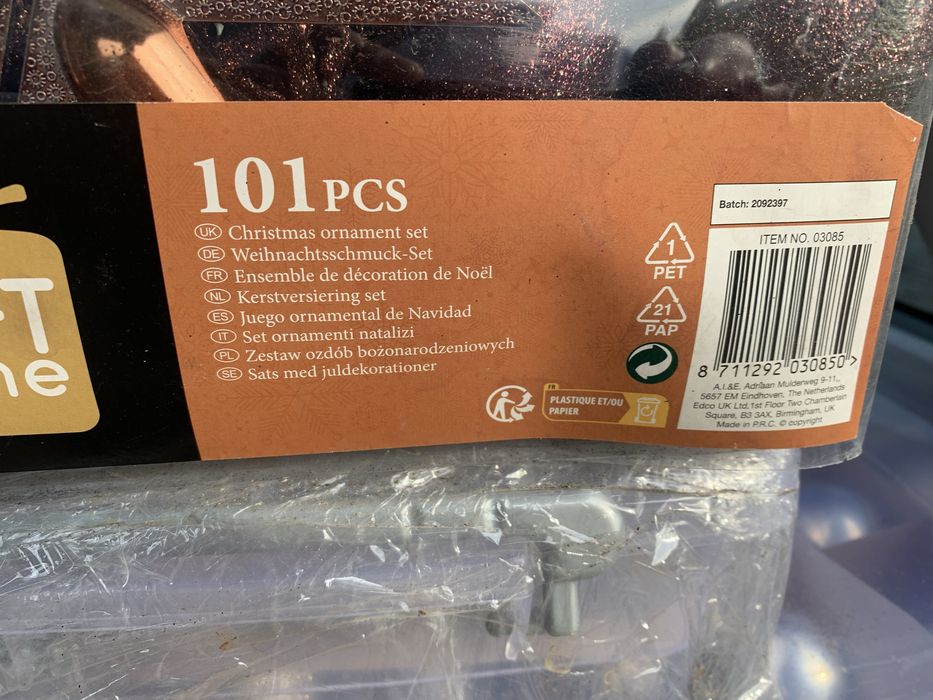 101 PCS
UK Christmas ornament set
DE Weihnachtsschmuck-Set
FR Ensemble de décoration de Noël
NL Kerstversiering set
ES Juego ornamental de Navidad
IT Set ornamenti natalizi
PL Zestaw ozdób bożonarodzeniowych
SE Sats med juldekorationer
1
PET
21
PAP
FR
PLASTIQUE ET/OU
PAPIER
Batch: 2092397
ITEM NO. 03085
8 711292 030850 >
A.I.&E. Adriaan Mulderweg 9-11,,
5657 EM Eindhoven, The Netherlands
Edco UK Ltd,1st Floor Two Chamberlain
Square, B3 3AX, Birmingham, UK
Made in P.R.C. © copyright